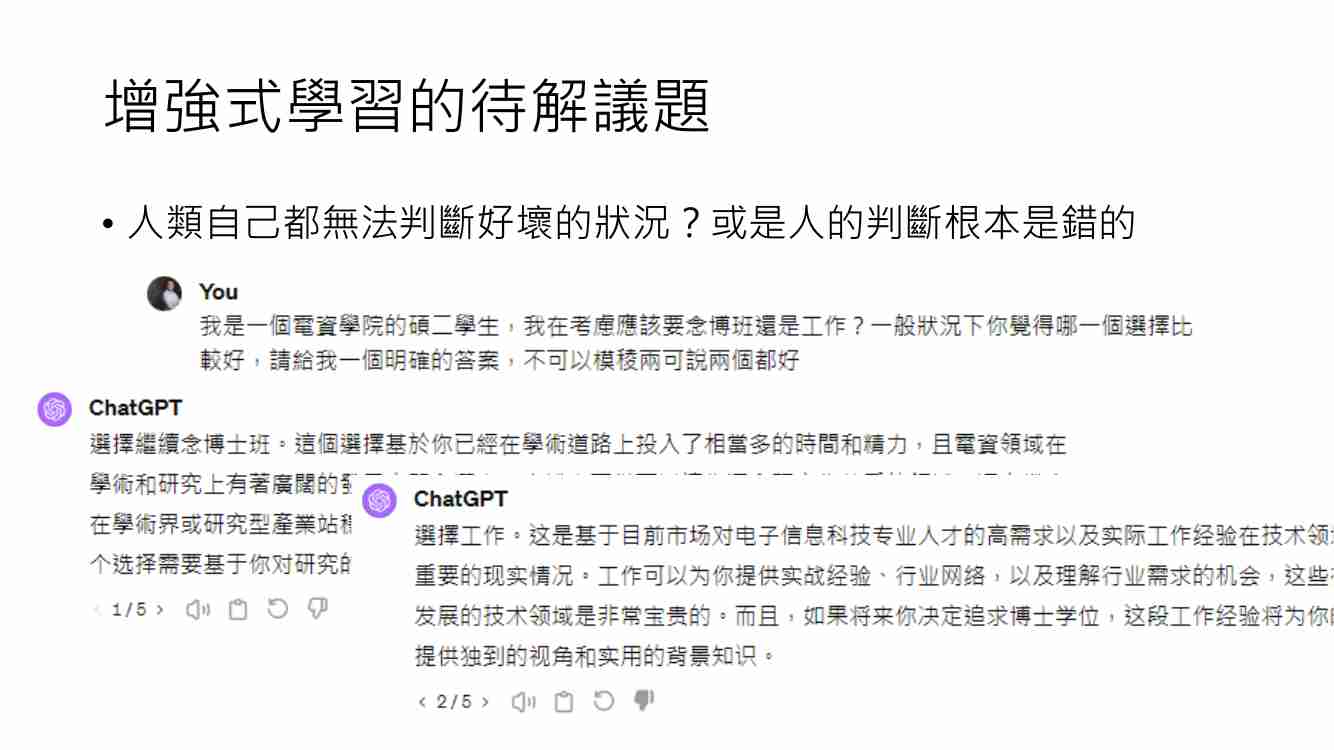 增強式學習的待解議題
• 人類自己都無法判斷好壞的狀況？或是人的判斷根本是錯的
You
我是一個電資學院的碩二學生，我在考慮應該要念博班還是工作？一般狀況下你覺得哪一個選擇比
較好，請給我一個明確的答案，不可以模稜兩可說兩個都好
ChatGPT
選擇繼續念博士班。這個選擇基於你已經在學術道路上投入了相當多的時間和精力，且電資領域在
學術和研究上有著廣闊的
在學術界或研究型產業站
个选择需要基于你对研究的
< 1/5 >
ChatGPT
選擇工作。这是基于目前市场对电子信息科技专业人才的高需求以及实际工作经验在技术领
重要的现实情况。工作可以为你提供实战经验、行业网络，以及理解行业需求的机会，这些
发展的技术领域是非常宝贵的。而且，如果将来你决定追求博士学位，这段工作经验将为你
提供独到的视角和实用的背景知识。
< 2/5 >